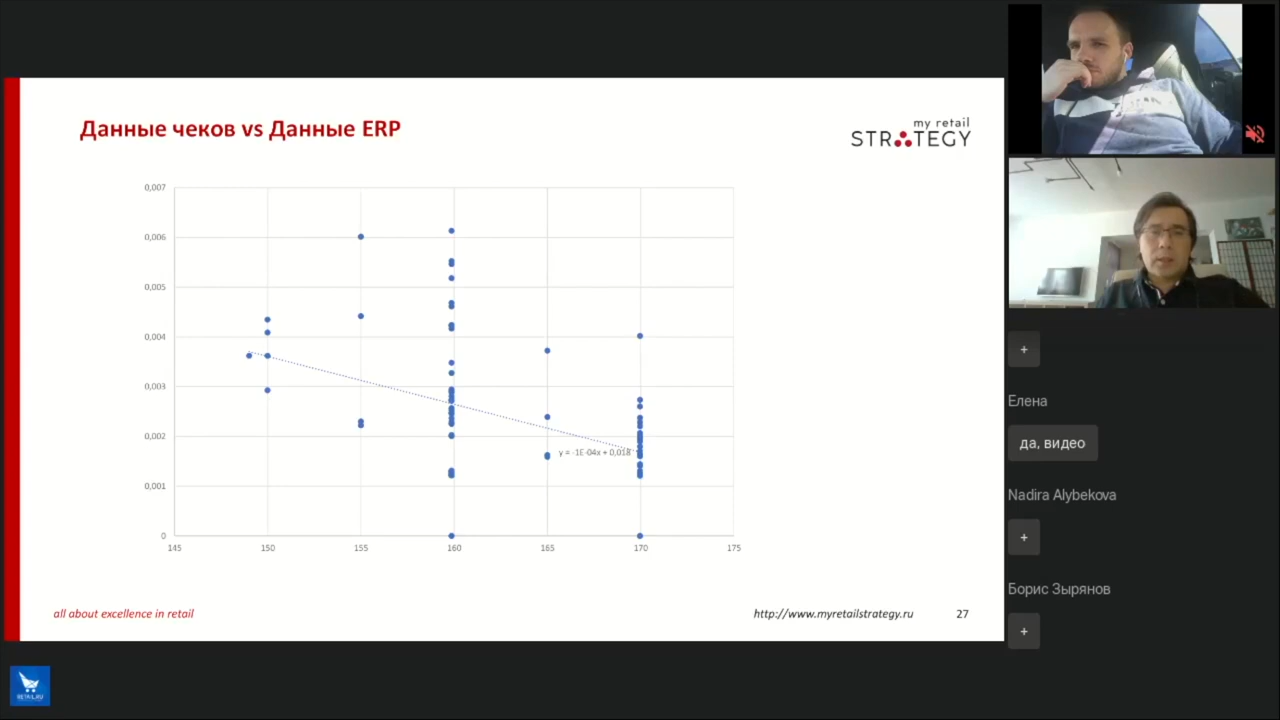 Данные чеков vs Данные ERP
my retail
STRATEGY
0,007
0,006
0,005
0,004
0,003
0,002
0,001
0
y = -1E-04x + 0,018
145 150 155 160 165 170 175
all about excellence in retail
http://www.myretailstrategy.ru
27
+
Елена
да, видео
Nadira Alybekova
+
Борис Зырянов
+
RETAIL.RU